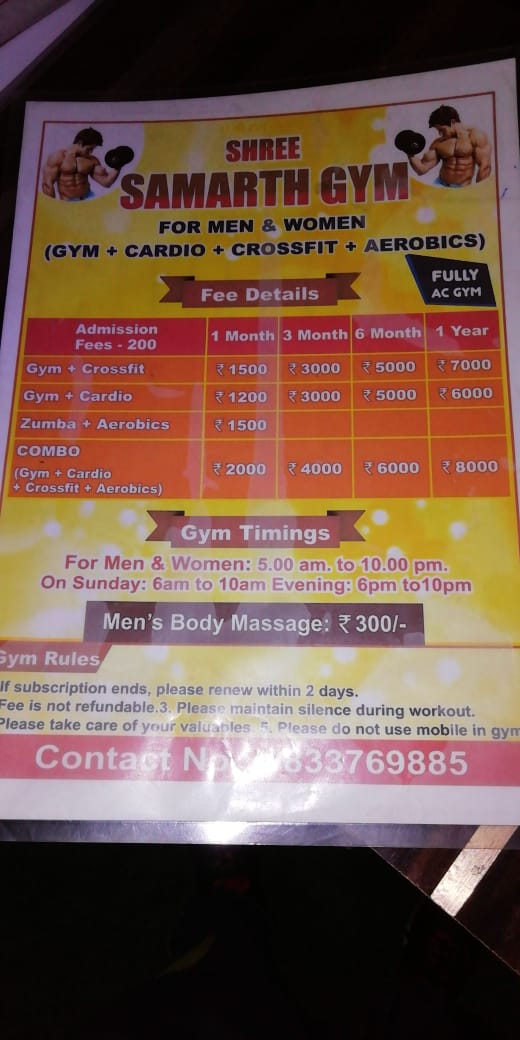 SHREE
SAMARTH GYM
FOR MEN & WOMEN
(GYM + CARDIO + CROSSFIT + AEROBICS)
FULLY
AC GYM
Fee Details
Admission Fees - 200 1 Month 3 Month 6 Month 1 Year
Gym + Crossfit ₹1500 ₹3000 ₹5000 ₹7000
Gym + Cardio ₹1200 ₹3000 ₹5000 ₹6000
Zumba + Aerobics ₹1500
COMBO
(Gym + Cardio
+ Crossfit + Aerobics) ₹2000 ₹4000 ₹6000 ₹8000
Gym Timings
For Men & Women: 5.00 am. to 10.00 pm.
On Sunday: 6am to 10am Evening: 6pm to10pm
Men's Body Massage: ₹300/-
Gym Rules
If subscription ends, please renew within 2 days.
Fee is not refundable.3. Please maintain silence during workout.
Please take care of your valuables. 5. Please do not use mobile in gym
Contact No 833769885